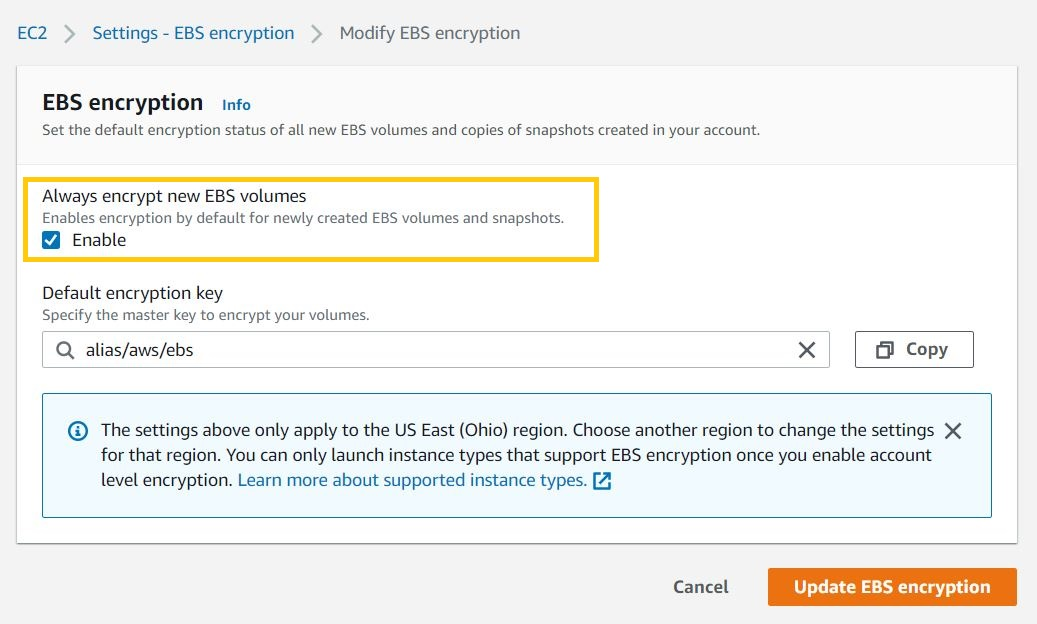 EC2 > Settings - EBS encryption > Modify EBS encryption
EBS encryption Info
Set the default encryption status of all new EBS volumes and copies of snapshots created in your account.
Always encrypt new EBS volumes
Enables encryption by default for newly created EBS volumes and snapshots.
Enable
Default encryption key
Specify the master key to encrypt your volumes.
alias/aws/ebs
Copy
The settings above only apply to the US East (Ohio) region. Choose another region to change the settings
for that region. You can only launch instance types that support EBS encryption once you enable account
level encryption. Learn more about supported instance types.
Cancel
Update EBS encryption